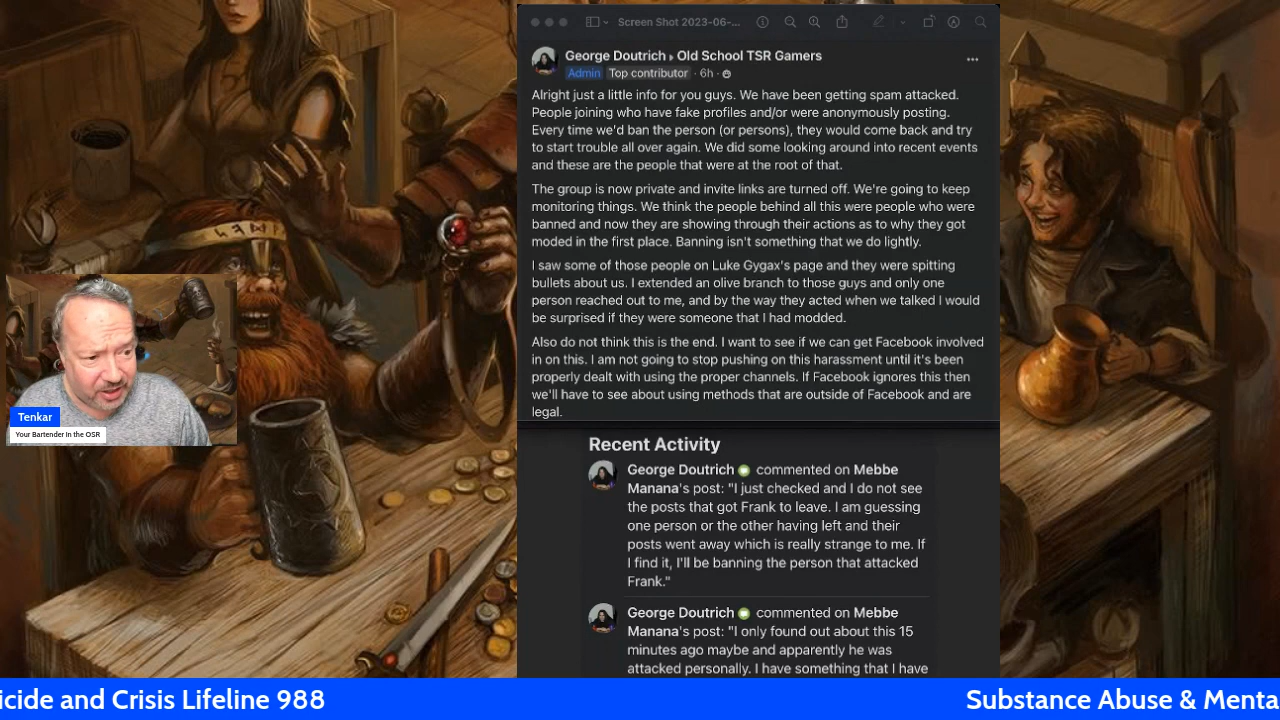 Screen Shot 2023-06-...
George Doutrich ▸ Old School TSR Gamers
Admin Top contributor · 6h ·
Alright just a little info for you guys. We have been getting spam attacked.
People joining who have fake profiles and/or were anonymously posting.
Every time we'd ban the person (or persons), they would come back and try
to start trouble all over again. We did some looking around into recent events
and these are the people that were at the root of that.
The group is now private and invite links are turned off. We're going to keep
monitoring things. We think the people behind all this were people who were
banned and now they are showing through their actions as to why they got
moded in the first place. Banning isn't something that we do lightly.
I saw some of those people on Luke Gygax's page and they were spitting
bullets about us. I extended an olive branch to those guys and only one
person reached out to me, and by the way they acted when we talked I would
be surprised if they were someone that I had modded.
Also do not think this is the end. I want to see if we can get Facebook involved
in on this. I am not going to stop pushing on this harassment until it's been
properly dealt with using the proper channels. If Facebook ignores this then
we'll have to see about using methods that are outside of Facebook and are
legal.
Recent Activity
George Doutrich commented on Mebbe
Manana's post: "I just checked and I do not see
the posts that got Frank to leave. I am guessing
one person or the other having left and their
posts went away which is really strange to me. If
I find it, I'll be banning the person that attacked
Frank."
George Doutrich commented on Mebbe
Manana's post: "I only found out about this 15
minutes ago maybe and apparently he was
attacked personally. I have something that I have
Tenkar
Your Bartender In the OSR
icide and Crisis Lifeline 988
Substance Abuse & Menta